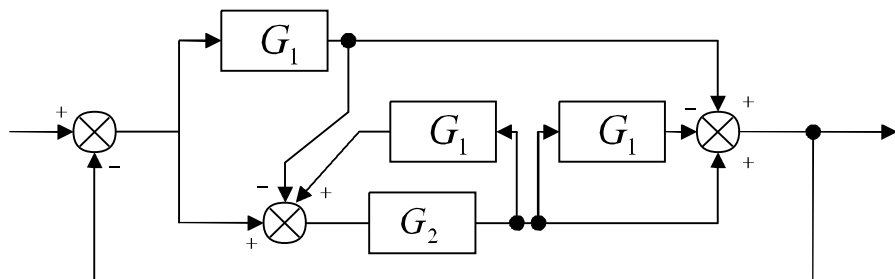 G₁
+
−
+
G₁
−
G₁
+
−
+
+
G₂